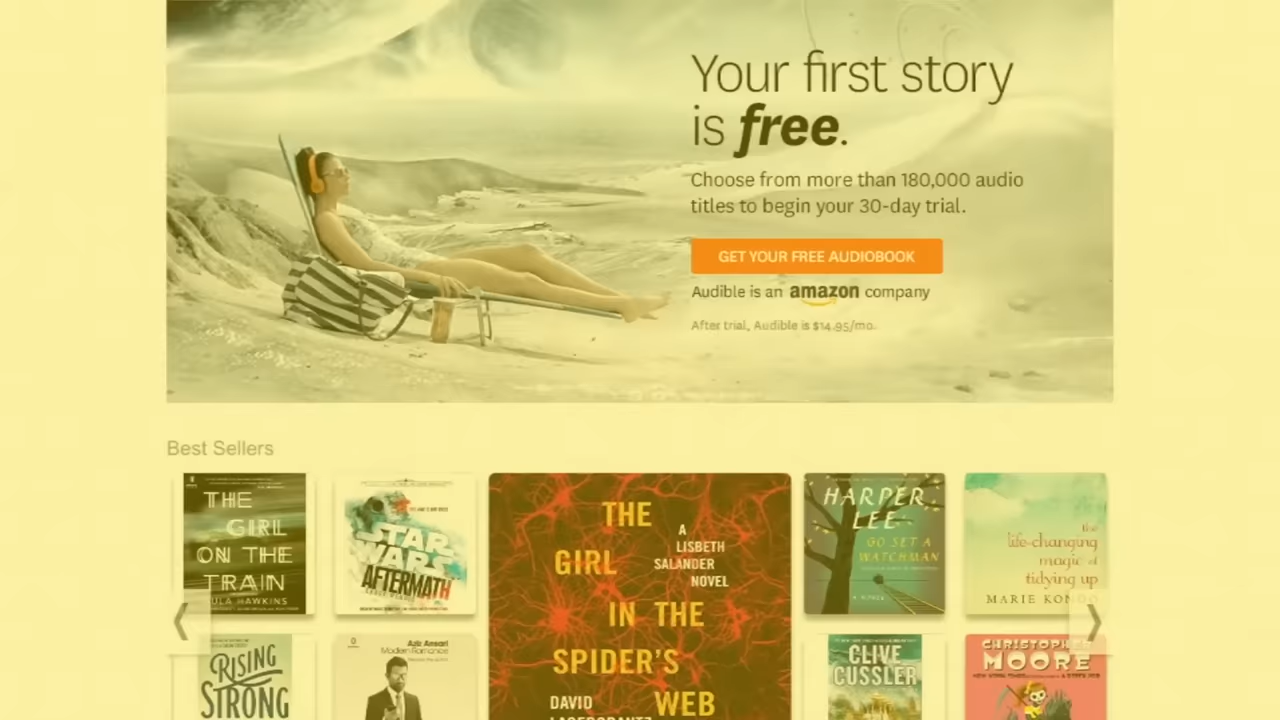 Your first story
is free.
Choose from more than 180,000 audio
titles to begin your 30-day trial.
GET YOUR FREE AUDIOBOOK
Audible is an amazon company
After trial, Audible is $14.95/mo.
Best Sellers
THE
GIRL
ON THE
TRAIN
ULA HAWKINS
STAR
WARS
AFTERMATH
THE
GIRL
IN THE
SPIDER'S
WEB
A
LISBETH
SALANDER
NOVEL
DAVID
LAGERCRANTZ
HARPER
LEE
GO SET A
WATCHMAN
A NOVEL
the
life-changing
magic of
tidying up
MARIE KONDO
RISING
STRONG
Aziz Ansari
Modern Romance
CLIVE
CUSSLER
CHRISTOPHER
MOORE